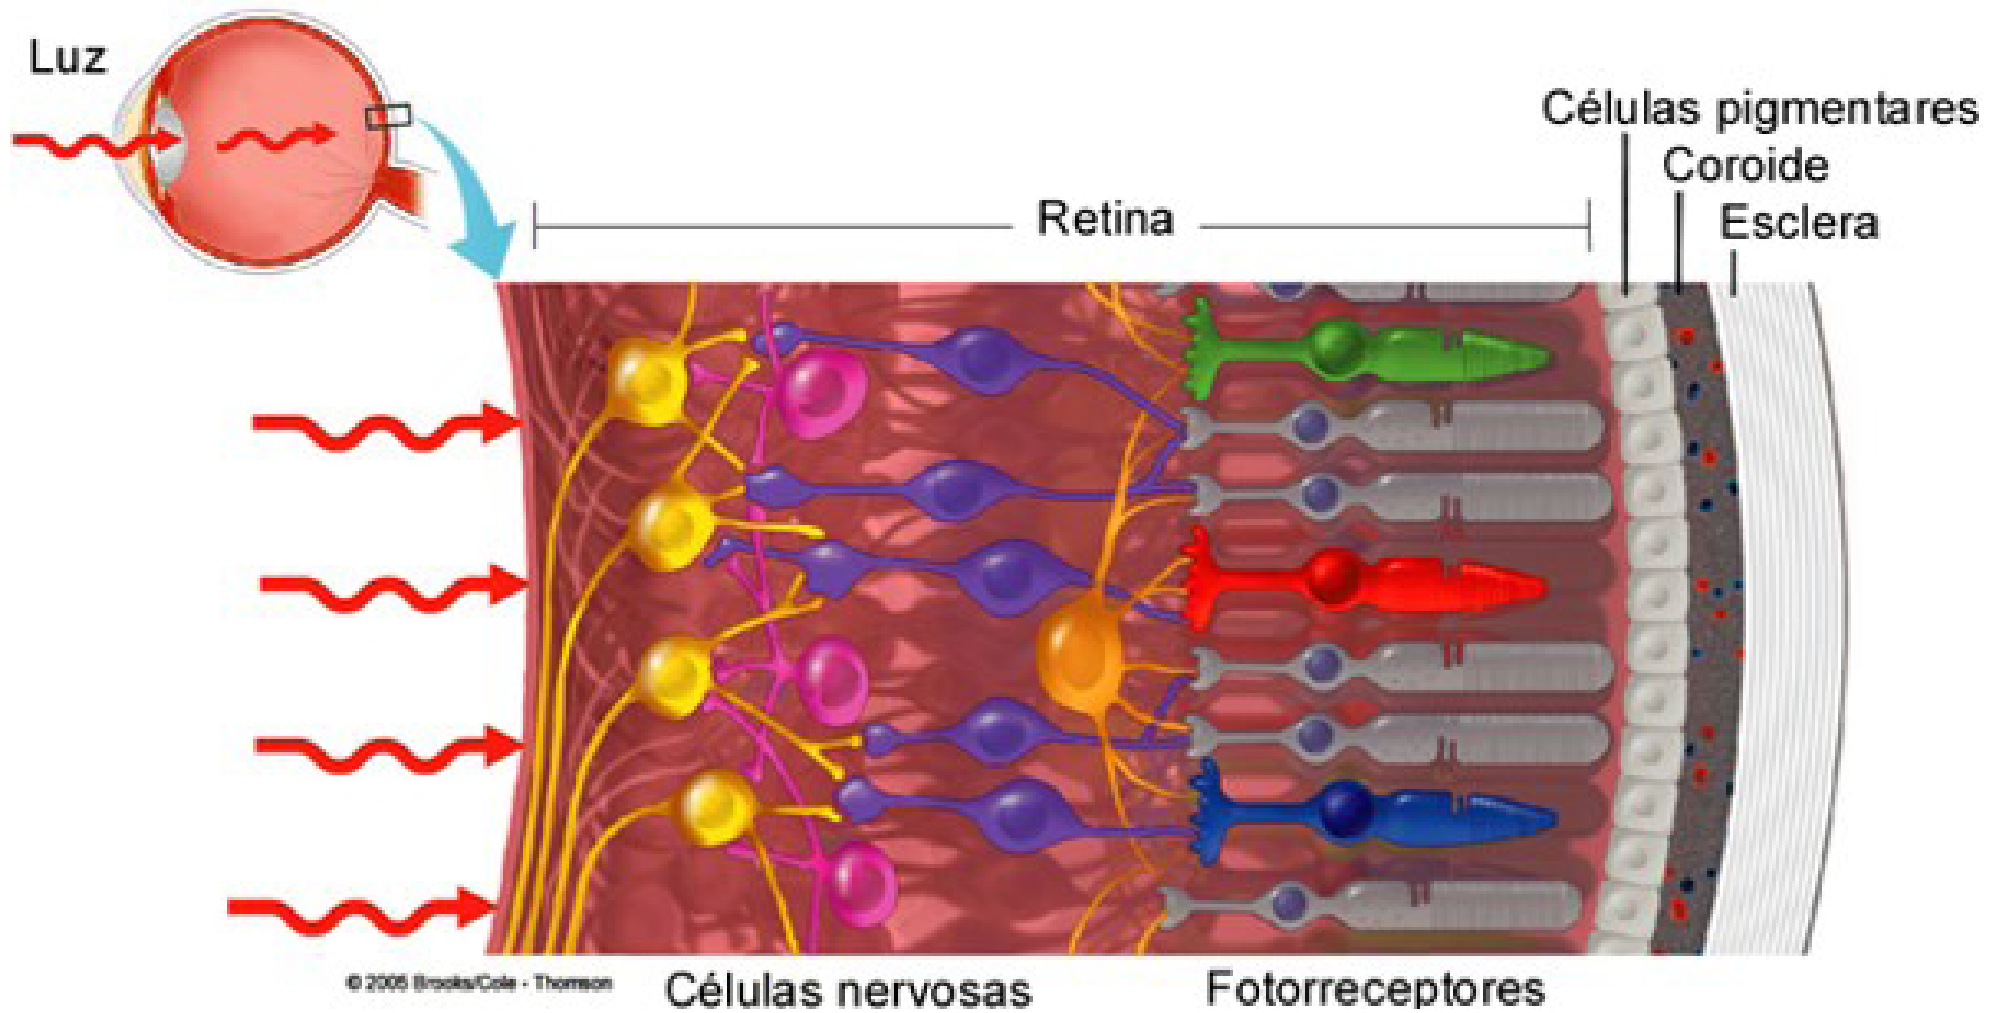 Luz
Células pigmentares
Coroide
Esclera
Retina
© 2005 Brooks/Cole - Thomson
Células nervosas
Fotorreceptores